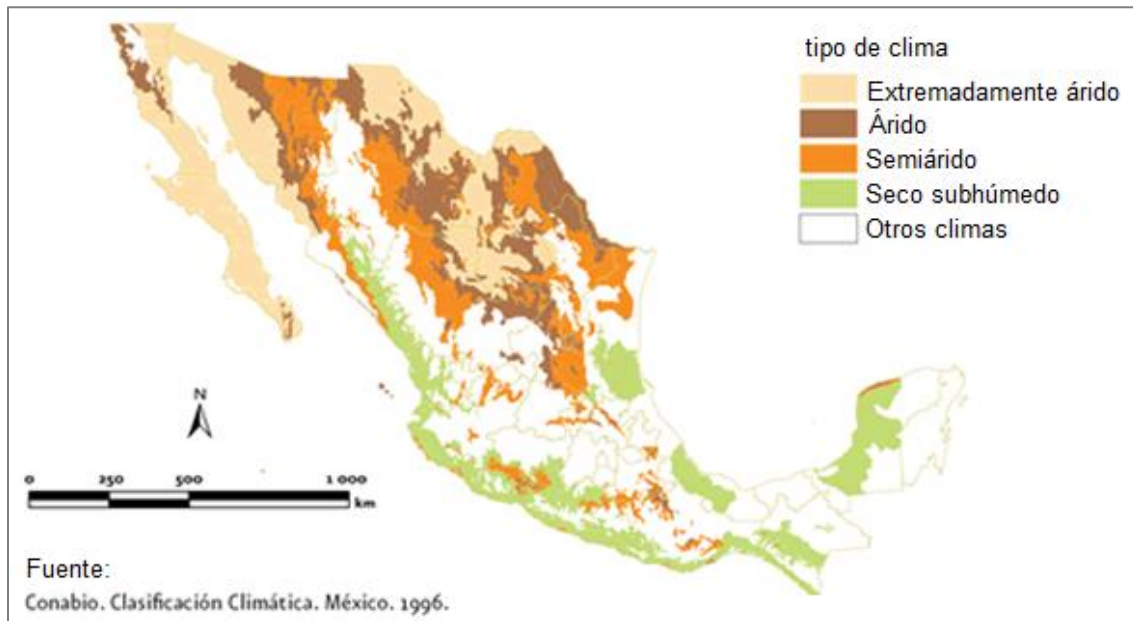 tipo de clima
Extremadamente árido
Árido
Semiárido
Seco subhúmedo
Otros climas
N
0 250 500 1 000
km
Fuente:
Conabio. Clasificación Climática. México. 1996.